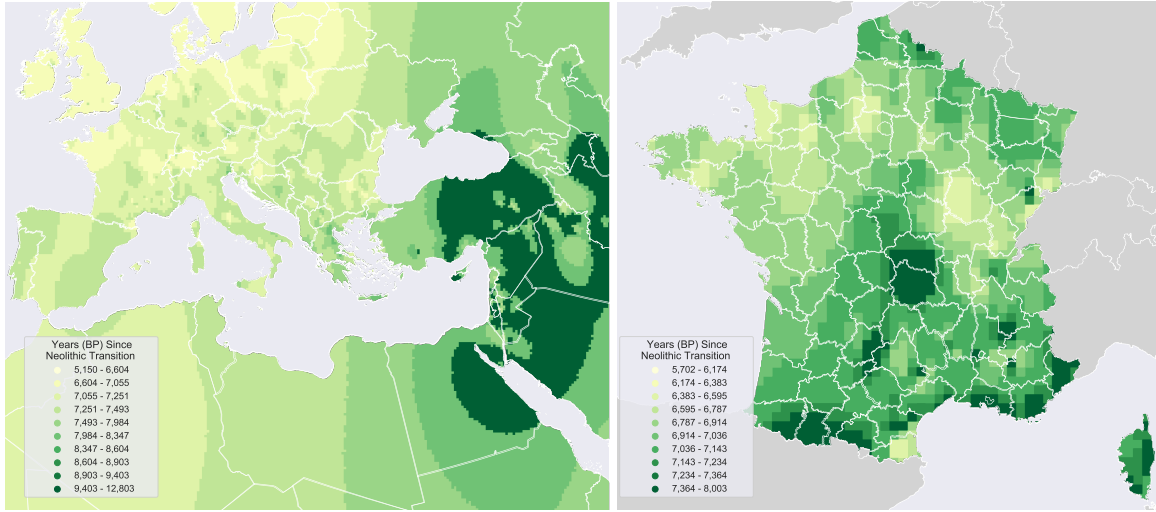 Years (BP) Since
Neolithic Transition
5,150 - 6,604
6,604 - 7,055
7,055 - 7,251
7,251 - 7,493
7,493 - 7,984
7,984 - 8,347
8,347 - 8,604
8,604 - 8,903
8,903 - 9,403
9,403 - 12,803
Years (BP) Since
Neolithic Transition
5,702 - 6,174
6,174 - 6,383
6,383 - 6,595
6,595 - 6,787
6,787 - 6,914
6,914 - 7,036
7,036 - 7,143
7,143 - 7,234
7,234 - 7,364
7,364 - 8,003